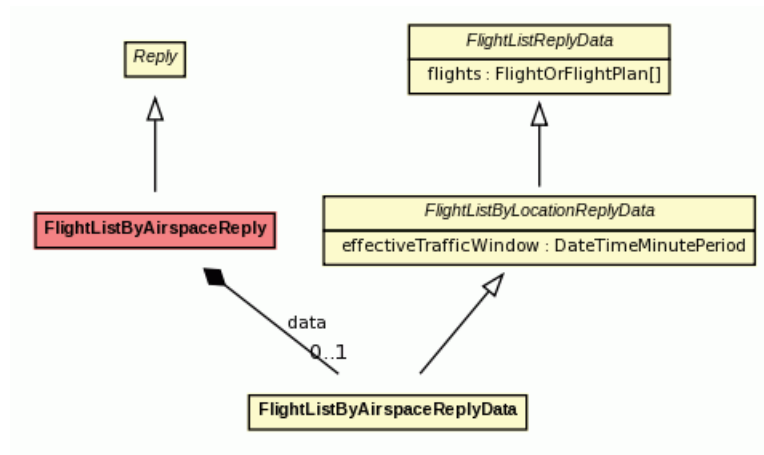 Reply
FlightListReplyData
flights : FlightOrFlightPlan[]
FlightListByAirspaceReply
FlightListByLocationReplyData
effectiveTrafficWindow : DateTimeMinutePeriod
data
0..1
FlightListByAirspaceReplyData